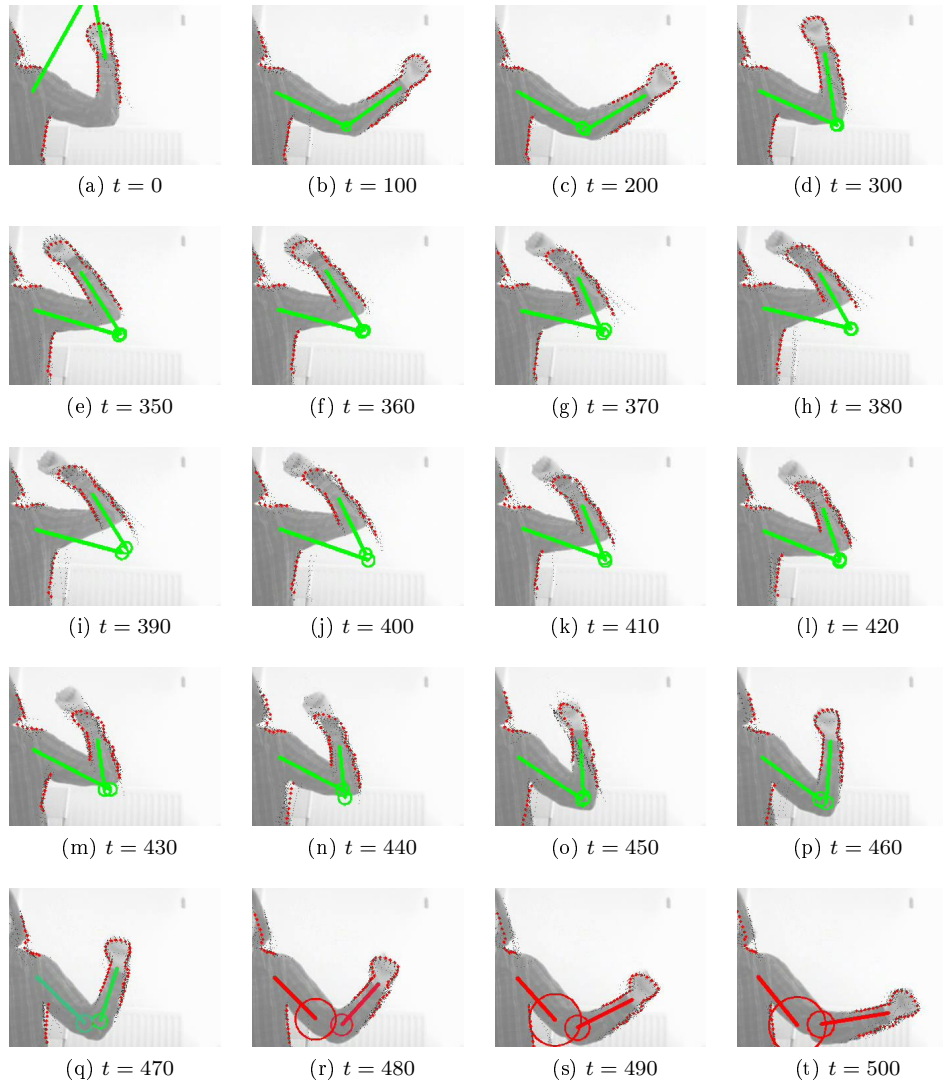 (a) t = 0
(b) t = 100
(c) t = 200
(d) t = 300
(e) t = 350
(f) t = 360
(g) t = 370
(h) t = 380
(i) t = 390
(j) t = 400
(k) t = 410
(l) t = 420
(m) t = 430
(n) t = 440
(o) t = 450
(p) t = 460
(q) t = 470
(r) t = 480
(s) t = 490
(t) t = 500